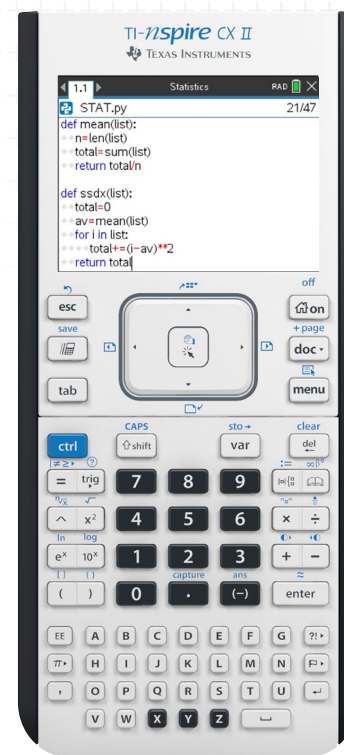 TI-nspire CX II
TEXAS INSTRUMENTS
1.1 Statistics RAD
STAT.py 21/47
def mean(list):
n=len(list)
total=sum(list)
return total/n
def ssdx(list):
total=0
av=mean(list)
for i in list:
total+=(i-av)**2
return total
off
esc on
save + page
doc
tab menu
CAPS sto→ clear
ctrl shift var del
= trig 7 8 9
^ x² 4 5 6 × ÷
ln log
eˣ 10ˣ 1 2 3 + −
[ ] { } capture ans ≈
( ) 0 . (−) enter
EE A B C D E F G ?!
π H I J K L M N
, O P Q R S T U
V W X Y Z